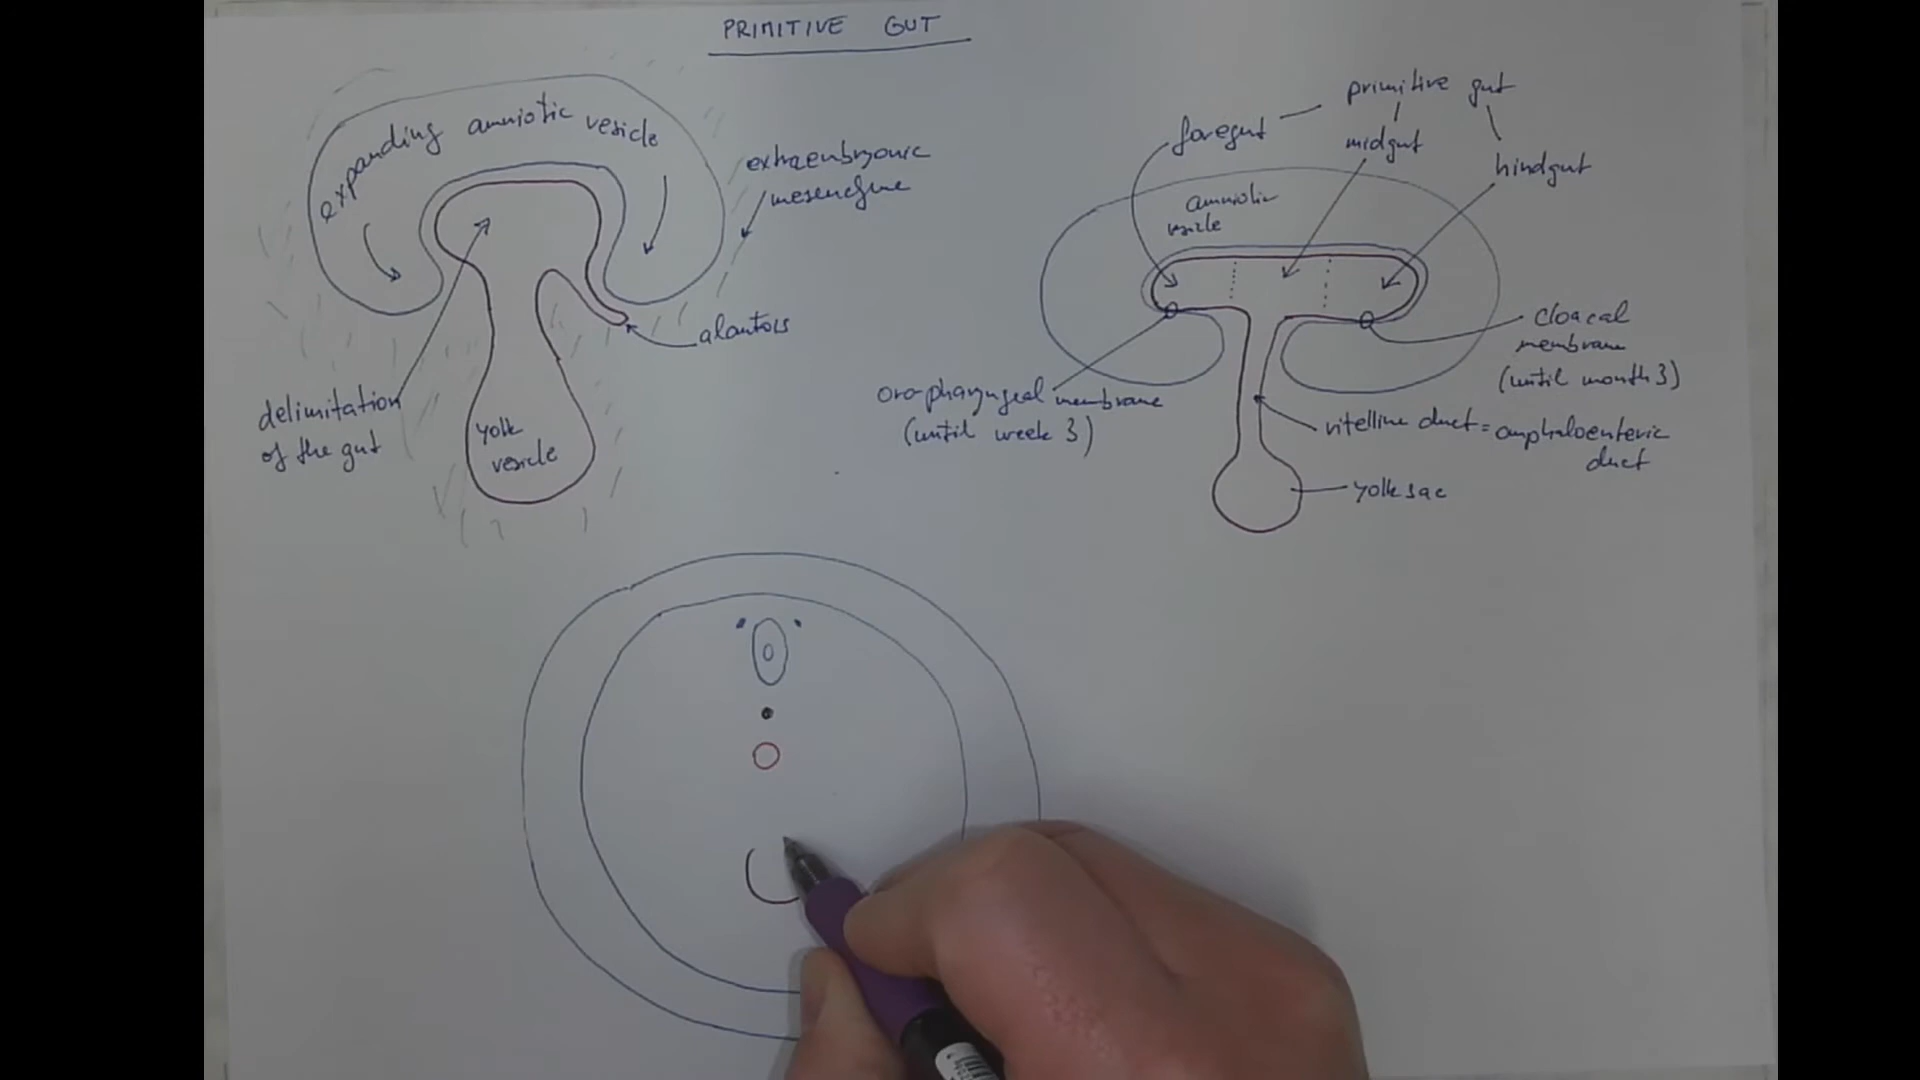 PRIMITIVE GUT
expanding amniotic vesicle
extraembryonic
mesenchme
alantois
delimitation
of the gut
yolk
vesicle
primitive gut
foregut
midgut
hindgut
amniotic
vesicle
cloacal
membrane
(until month 3)
oro-pharyngeal membrane
(until week 3)
vitelline duct = omphaloenteric
duct
yolk sac